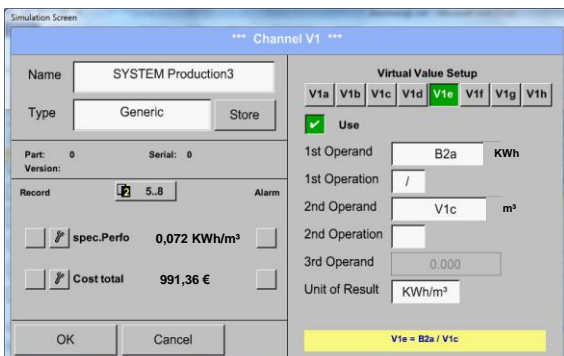 Simulation Screen
*** Channel V1 ***
Name SYSTEM Production3
Type Generic Store
Part: 0 Serial: 0
Version:
Record 2 5..8 Alarm
spec.Perfo 0,072 KWh/m³
Cost total 991,36 €
OK Cancel
Virtual Value Setup
V1a V1b V1c V1d V1e V1f V1g V1h
Use
1st Operand B2a KWh
1st Operation /
2nd Operand V1c m³
2nd Operation
3rd Operand 0.000
Unit of Result KWh/m³
V1e = B2a / V1c